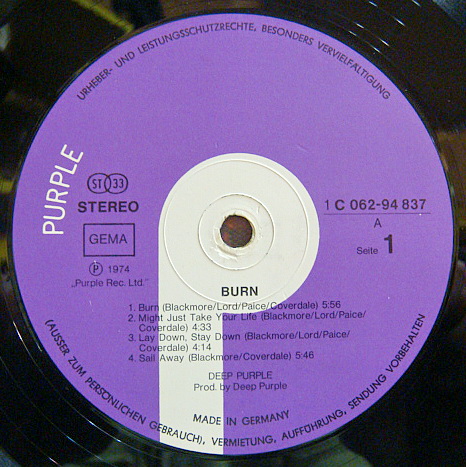 URHEBER- UND LEISTUNGSSCHUTZRECHTE, BESONDERS VERVIELFÄLTIGUNG
PURPLE
ST 33
STEREO
GEMA
P 1974
„Purple Rec. Ltd."
1 C 062-94 837
A
Seite 1
BURN
1. Burn (Blackmore/Lord/Paice/Coverdale) 5:56
2. Might Just Take Your Life (Blackmore/Lord/Paice/
Coverdale) 4:33
3. Lay Down, Stay Down (Blackmore/Lord/Paice/
Coverdale) 4:14
4. Sail Away (Blackmore/Coverdale) 5:46
DEEP PURPLE
Prod. by Deep Purple
MADE IN GERMANY
(AUSSER ZUM PERSÖNLICHEN GEBRAUCH), VERMIETUNG, AUFFÜHRUNG, SENDUNG VORBEHALTEN